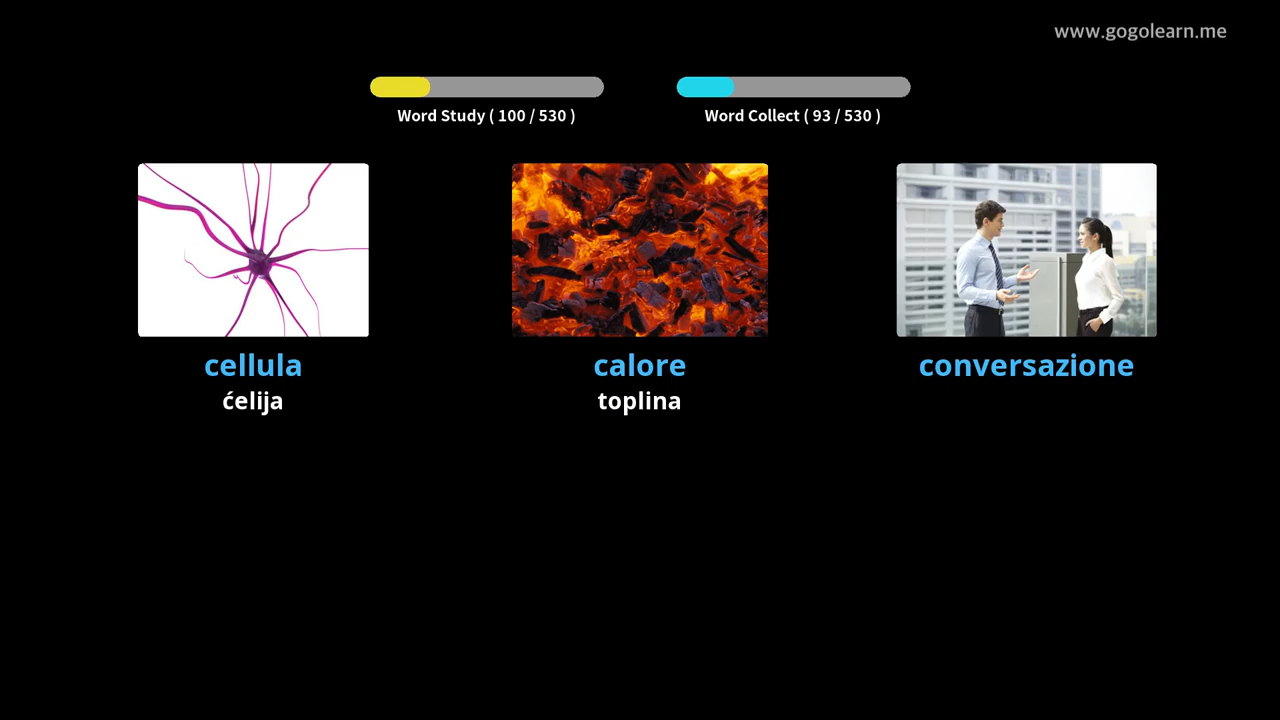 www.gogolearn.me
Word Study ( 100 / 530 )
Word Collect ( 93 / 530 )
cellula
ćelija
calore
toplina
conversazione